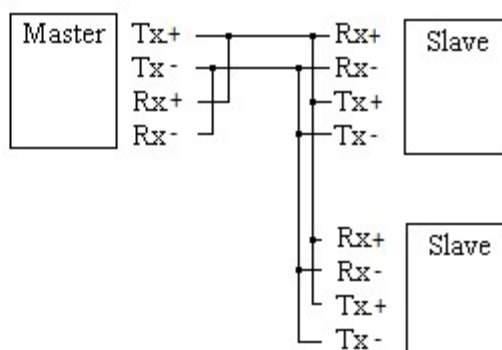 Master
Tx+
Tx-
Rx+
Rx-
Rx+
Rx-
Tx+
Tx-
Slave
Rx+
Rx-
Tx+
Tx-
Slave